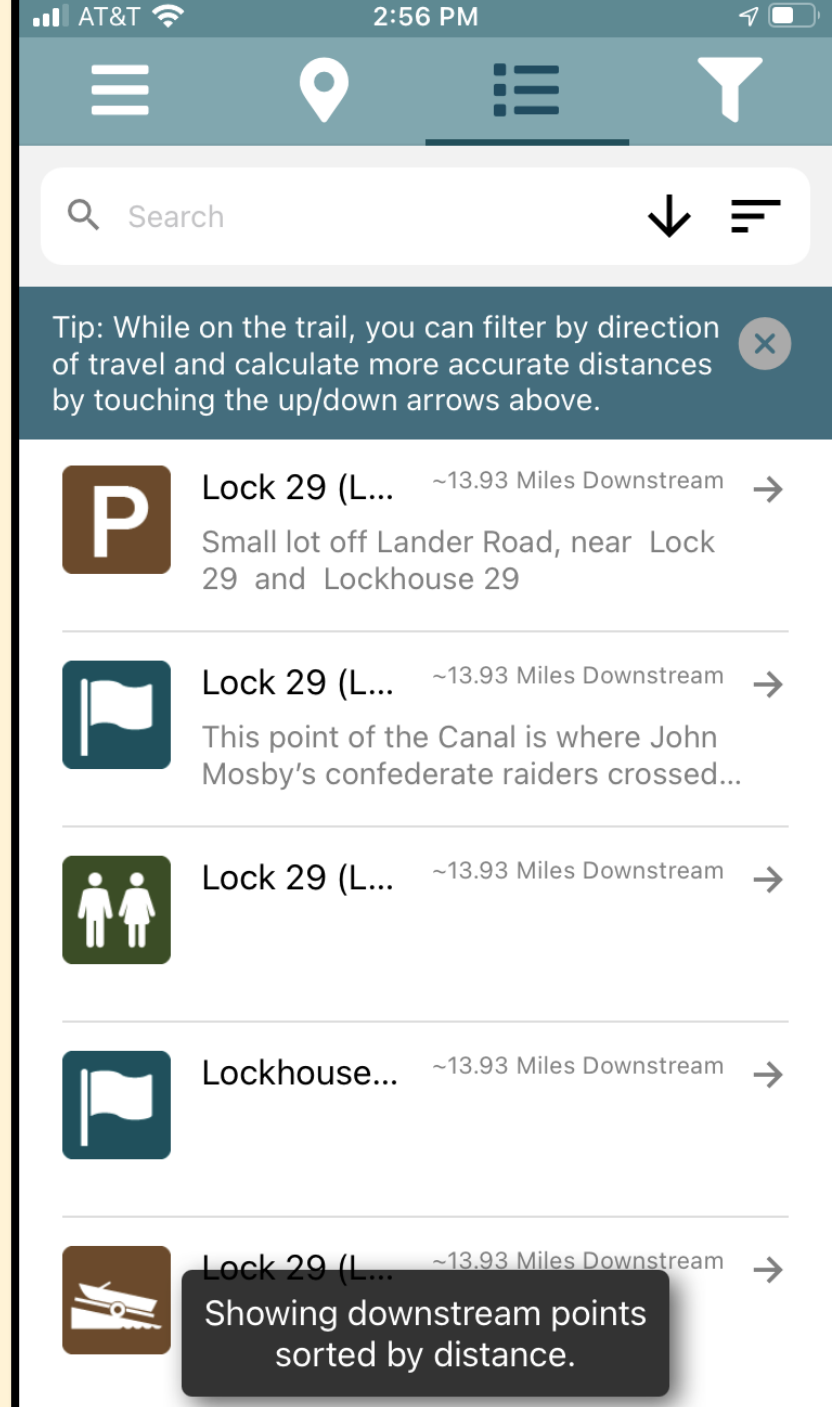 AT&T 2:56 PM
Search
Tip: While on the trail, you can filter by direction
of travel and calculate more accurate distances
by touching the up/down arrows above.
P
Lock 29 (L... ~13.93 Miles Downstream
Small lot off Lander Road, near Lock
29 and Lockhouse 29
Lock 29 (L... ~13.93 Miles Downstream
This point of the Canal is where John
Mosby’s confederate raiders crossed...
Lock 29 (L... ~13.93 Miles Downstream
Lockhouse... ~13.93 Miles Downstream
Lock 29 (L... ~13.93 Miles Downstream
Showing downstream points
sorted by distance.